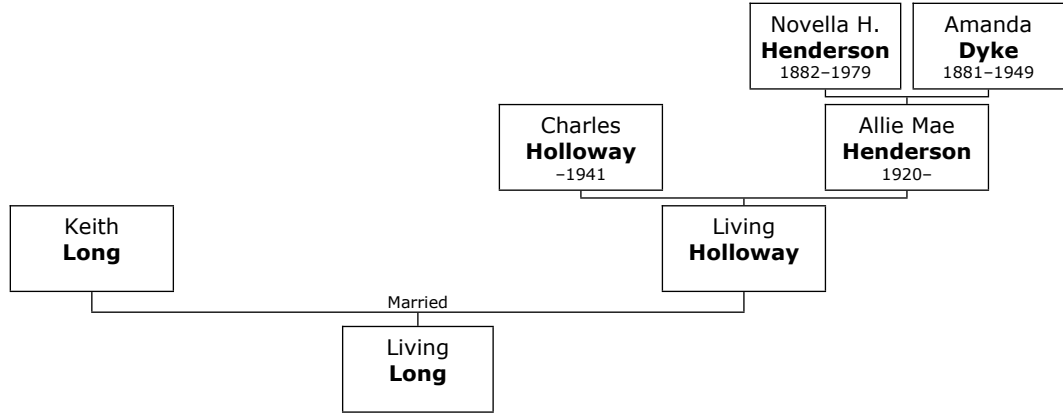 Novella H.
Henderson
1882–1979
Amanda
Dyke
1881–1949
Charles
Holloway
–1941
Allie Mae
Henderson
1920–
Keith
Long
Living
Holloway
Married
Living
Long